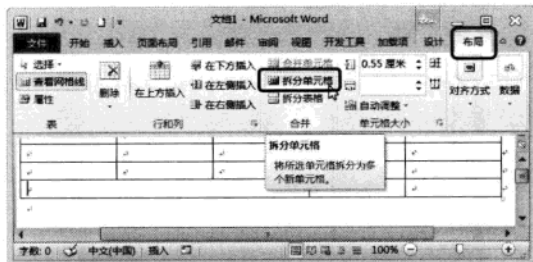 文档1 - Microsoft Word
文件 开始 插入 页面布局 引用 邮件 审阅 视图 开发工具 加载项 设计 布局
选择
查看网格线
属性
表
删除
在上方插入
在下方插入
在左侧插入
在右侧插入
行和列
合并单元格
拆分单元格
拆分表格
合并
0.55 厘米
自动调整
单元格大小
对齐方式
数据
拆分单元格
将所选单元格拆分为多
个新单元格。
字数: 0 中文(中国) 插入 100%